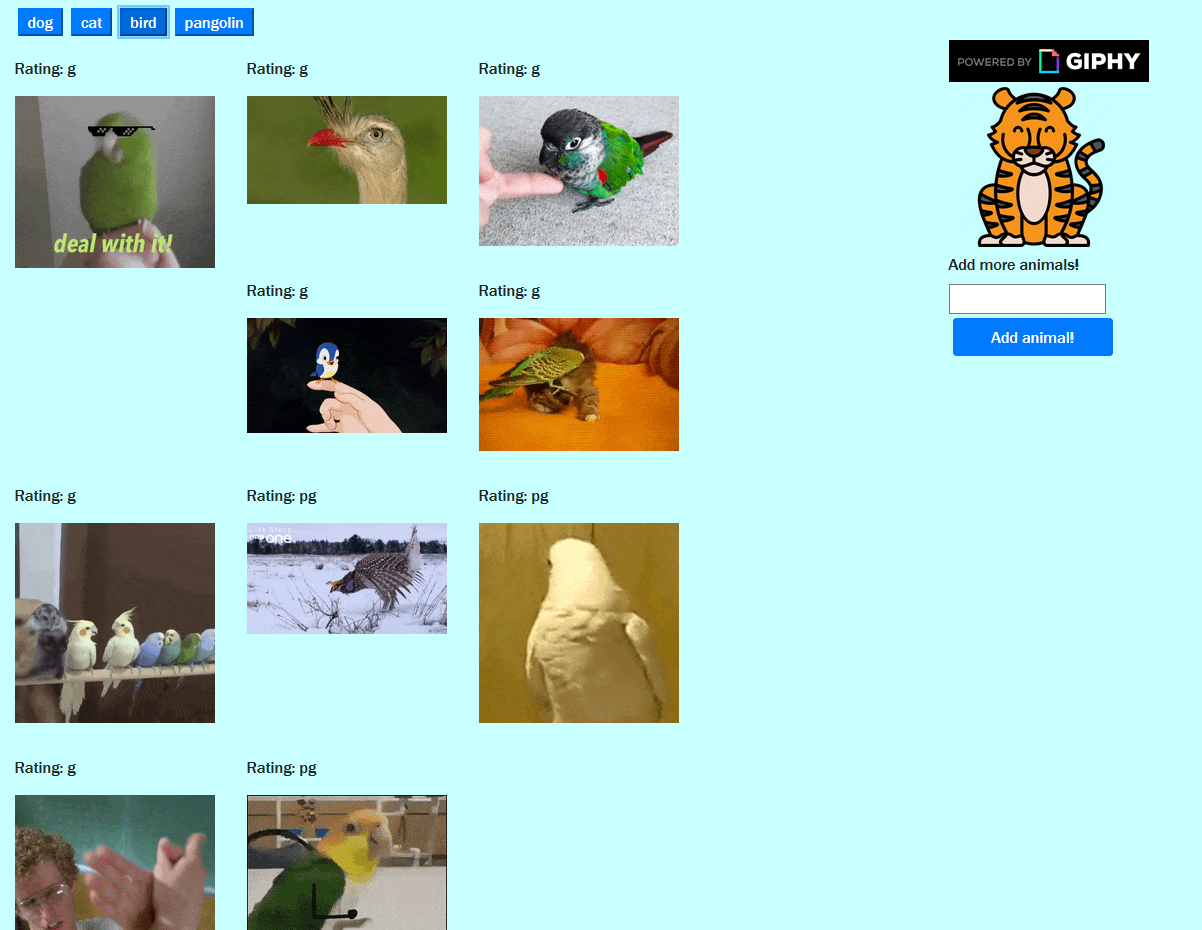 dog cat bird pangolin
POWERED BY GIPHY
Rating: g Rating: g Rating: g
deal with it!
Add more animals!
Add animal!
Rating: g Rating: g
Rating: g Rating: pg Rating: pg
Life Story
one
Rating: g Rating: pg